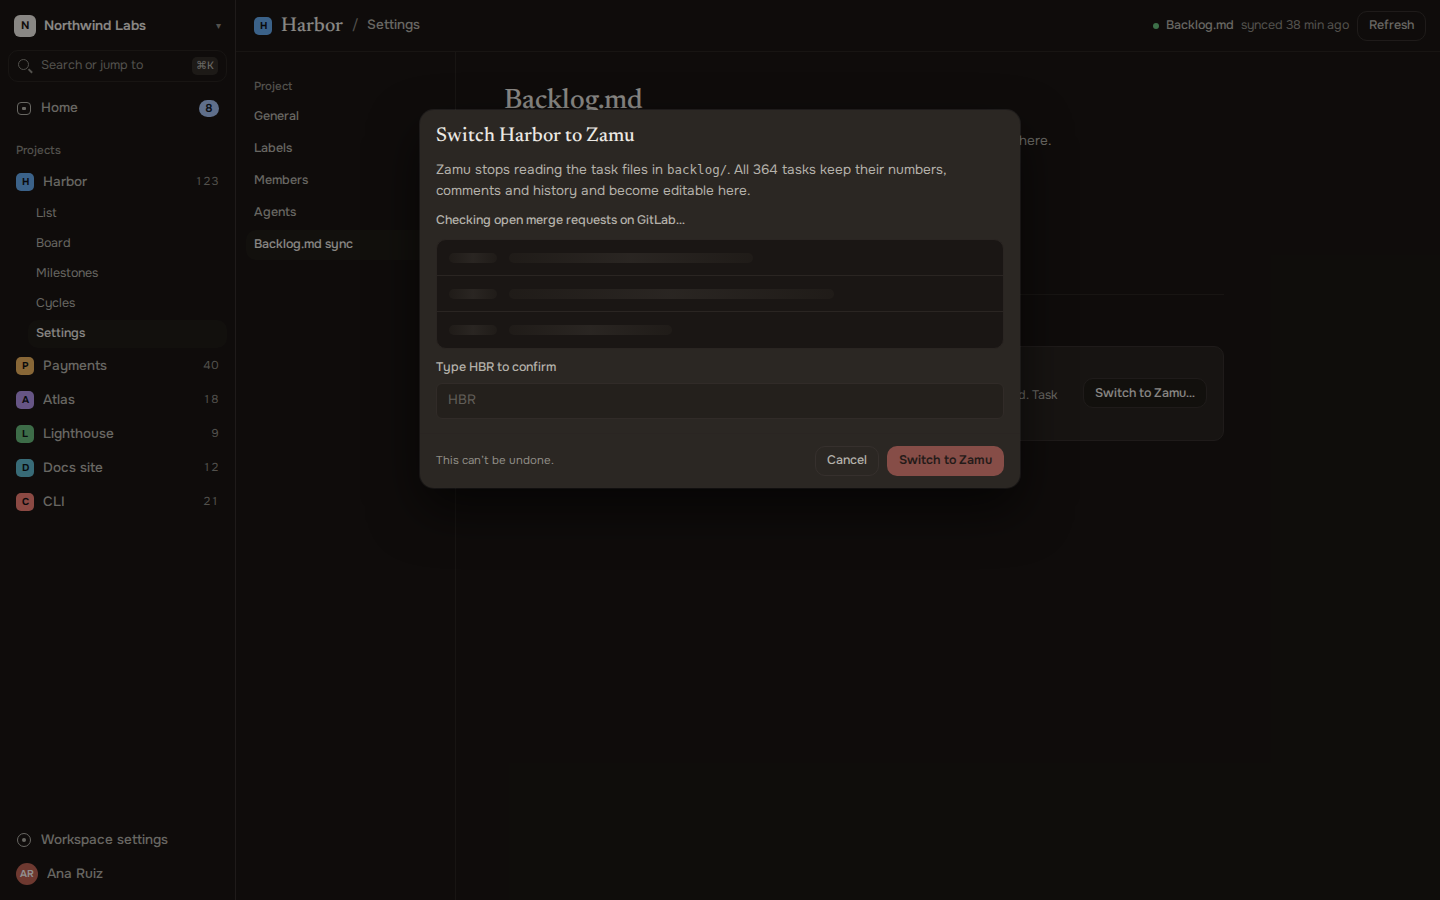 N Northwind Labs
Search or jump to ⌘K
Home 8
Projects
H Harbor 123
List
Board
Milestones
Cycles
Settings
P Payments 40
A Atlas 18
L Lighthouse 9
D Docs site 12
C CLI 21
Workspace settings
AR Ana Ruiz
H Harbor / Settings
Backlog.md synced 38 min ago Refresh
Project
General
Labels
Members
Agents
Backlog.md sync
Backlog.md
here.
d. Task
Switch to Zamu...
Switch Harbor to Zamu
Zamu stops reading the task files in backlog/. All 364 tasks keep their numbers,
comments and history and become editable here.
Checking open merge requests on GitLab...
Type HBR to confirm
HBR
This can't be undone.
Cancel
Switch to Zamu